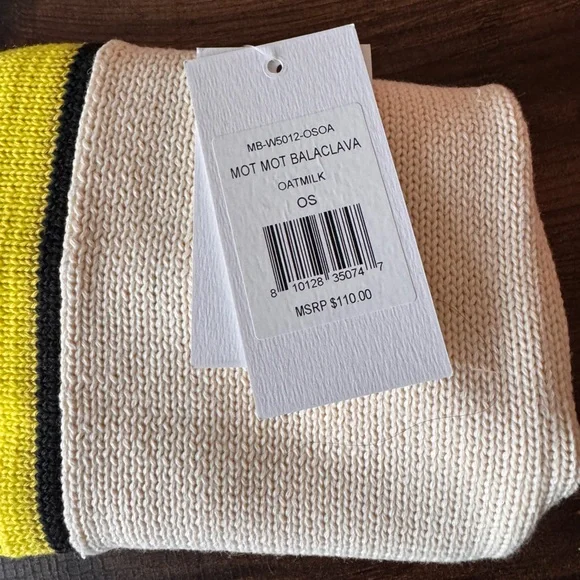 MB-W5012-OSOA
MOT MOT BALACLAVA
OATMILK
OS
8 10128 35074 7
MSRP $110.00